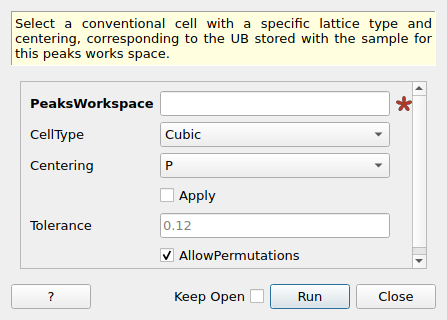 Select a conventional cell with a specific lattice type and
centering, corresponding to the UB stored with the sample for
this peaks works space.
PeaksWorkspace *
CellType Cubic
Centering P
Apply
Tolerance 0.12
AllowPermutations
? Keep Open Run Close